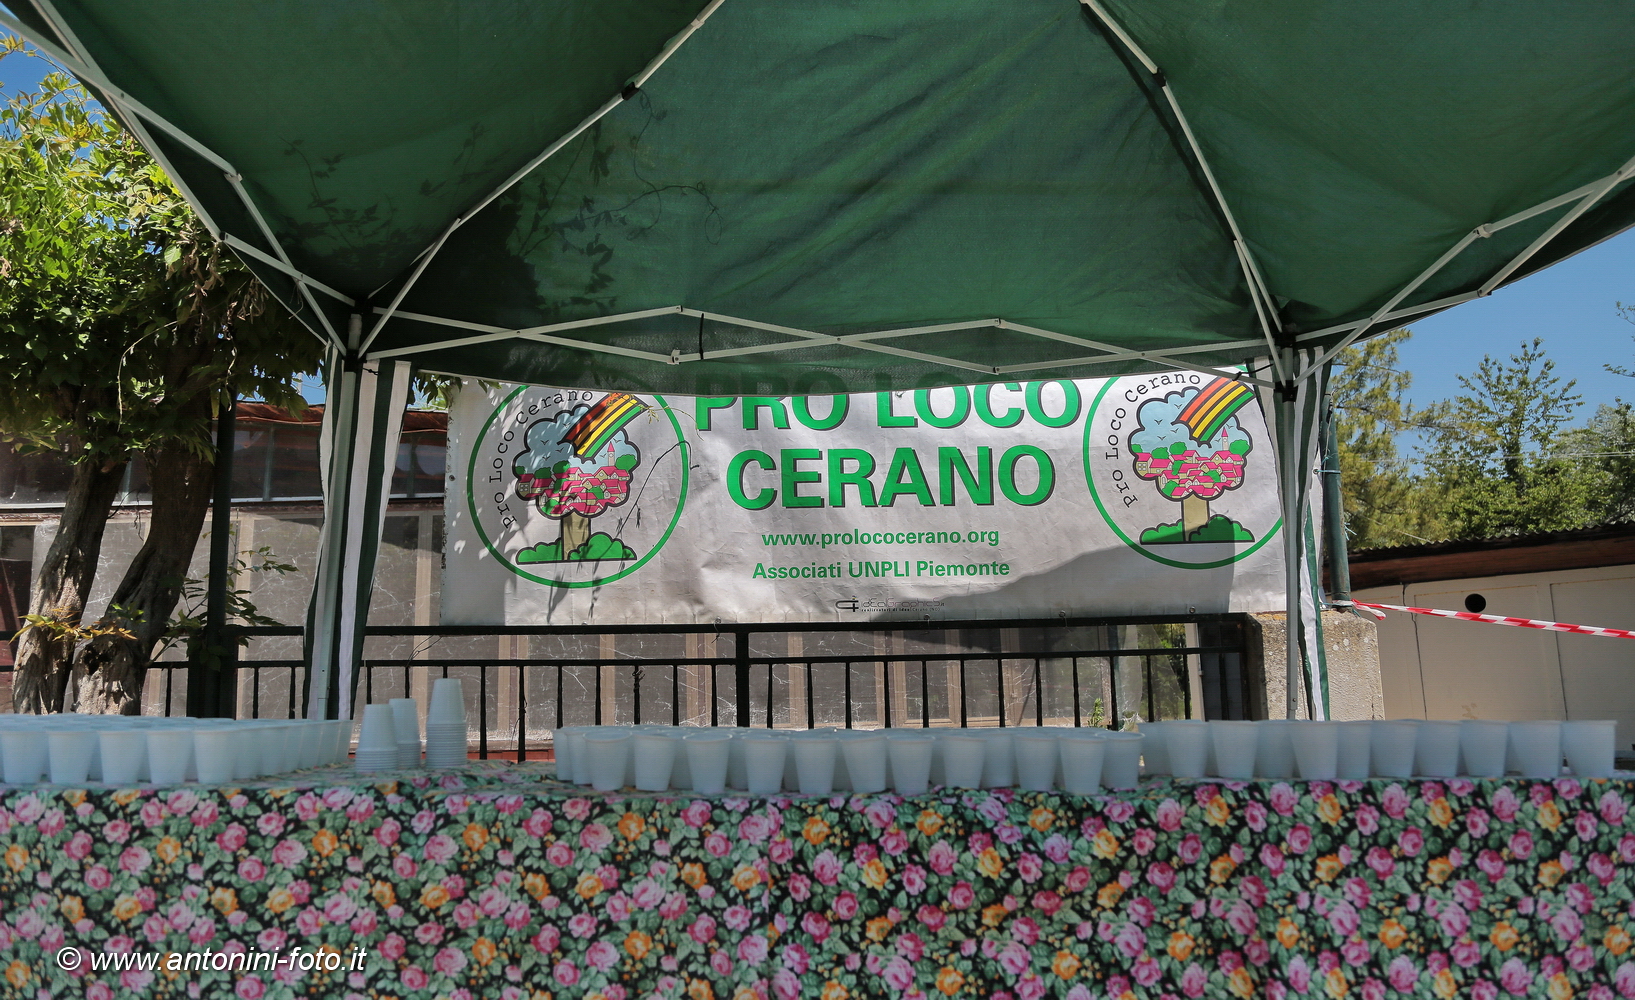 PRO LOCO
CERANO
www.prolococerano.org
Associati UNPLI Piemonte
Pro Loco Cerano
Pro Loco Cerano
© www.antonini-foto.it